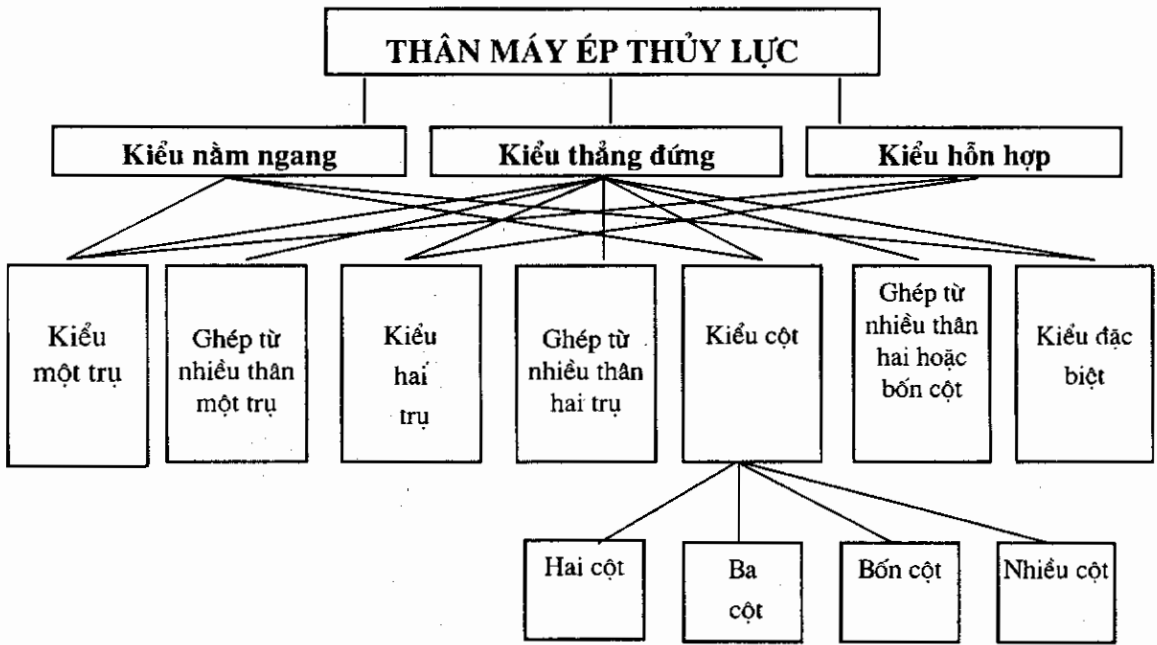 THÂN MÁY ÉP THỦY LỰC
Kiểu nằm ngang
Kiểu thẳng đứng
Kiểu hỗn hợp
Kiểu
một trụ
Ghép từ
nhiều thân
một trụ
Kiểu
hai
trụ
Ghép từ
nhiều thân
hai trụ
Kiểu cột
Ghép từ
nhiều thân
hai hoặc
bốn cột
Kiểu đặc
biệt
Hai cột
Ba
cột
Bốn cột
Nhiều cột